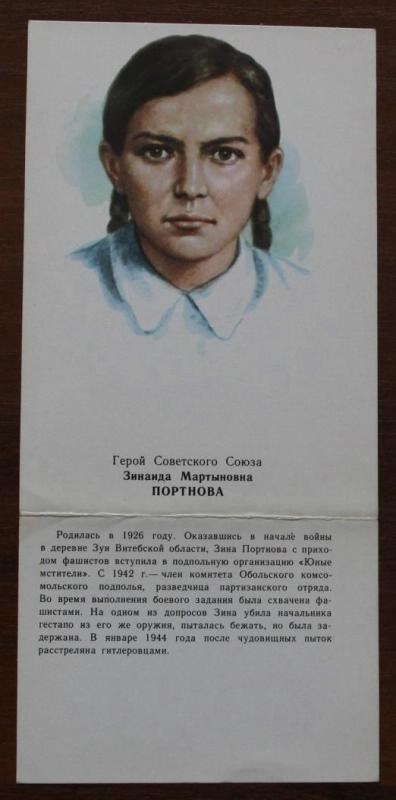 Герой Советского Союза
Зинаида Мартыновна
ПОРТНОВА
Родилась в 1926 году. Оказавшись в начале войны
в деревне Зуи Витебской области, Зина Портнова с прихо-
дом фашистов вступила в подпольную организацию «Юные
мстители». С 1942 г.— член комитета Обольского комсо-
мольского подполья, разведчица партизанского отряда.
Во время выполнения боевого задания была схвачена фа-
шистами. На одном из допросов Зина убила начальника
гестапо из его же оружия, пыталась бежать, но была за-
держана. В январе 1944 года после чудовищных пыток
расстреляна гитлеровцами.